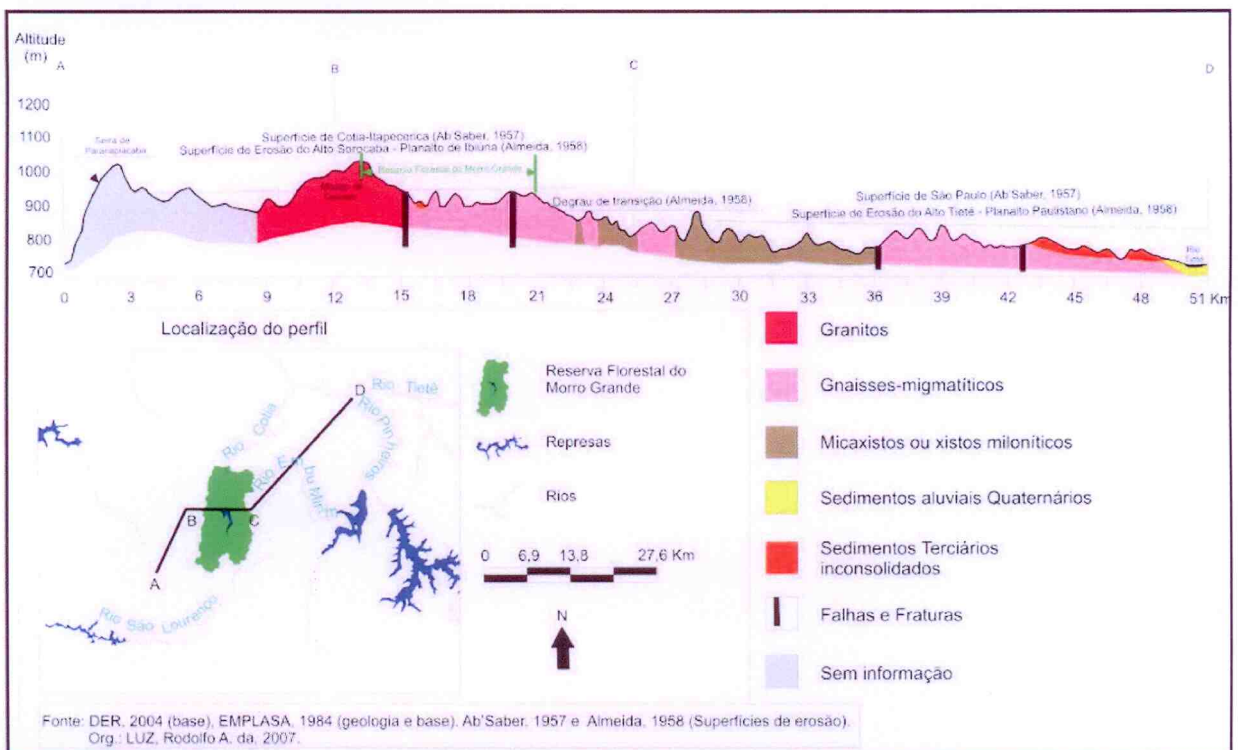 Altitude
(m)
A
B
C
D
1200
1100
1000
900
800
700
Serra de
Paranapiacaba
Superfície de Cotia-Itapecerica (Ab'Saber, 1957)
Superfície de Erosão do Alto Sorocaba - Planalto de Ibiúna (Almeida, 1958)
Reserva Florestal do Morro Grande
Degrau de transição (Almeida, 1958)
Superfície de São Paulo (Ab'Saber, 1957)
Superfície de Erosão do Alto Tietê - Planalto Paulistano (Almeida, 1958)
Rio
Tietê
0 3 6 9 12 15 18 21 24 27 30 33 36 39 42 45 48 51 Km
Localização do perfil
A
B
C
D
Rio Tietê
Rio Pinheiros
Rio Cotia
Rio Embu Mirim
Rio São Lourenço
Reserva Florestal do
Morro Grande
Represas
Rios
0 6,9 13,8 27,6 Km
N
Granitos
Gnaisses-migmatíticos
Micaxistos ou xistos miloníticos
Sedimentos aluviais Quaternários
Sedimentos Terciários
inconsolidados
Falhas e Fraturas
Sem informação
Fonte: DER, 2004 (base), EMPLASA, 1984 (geologia e base). Ab'Saber, 1957 e Almeida, 1958 (Superfícies de erosão).
Org.: LUZ, Rodolfo A. da, 2007.